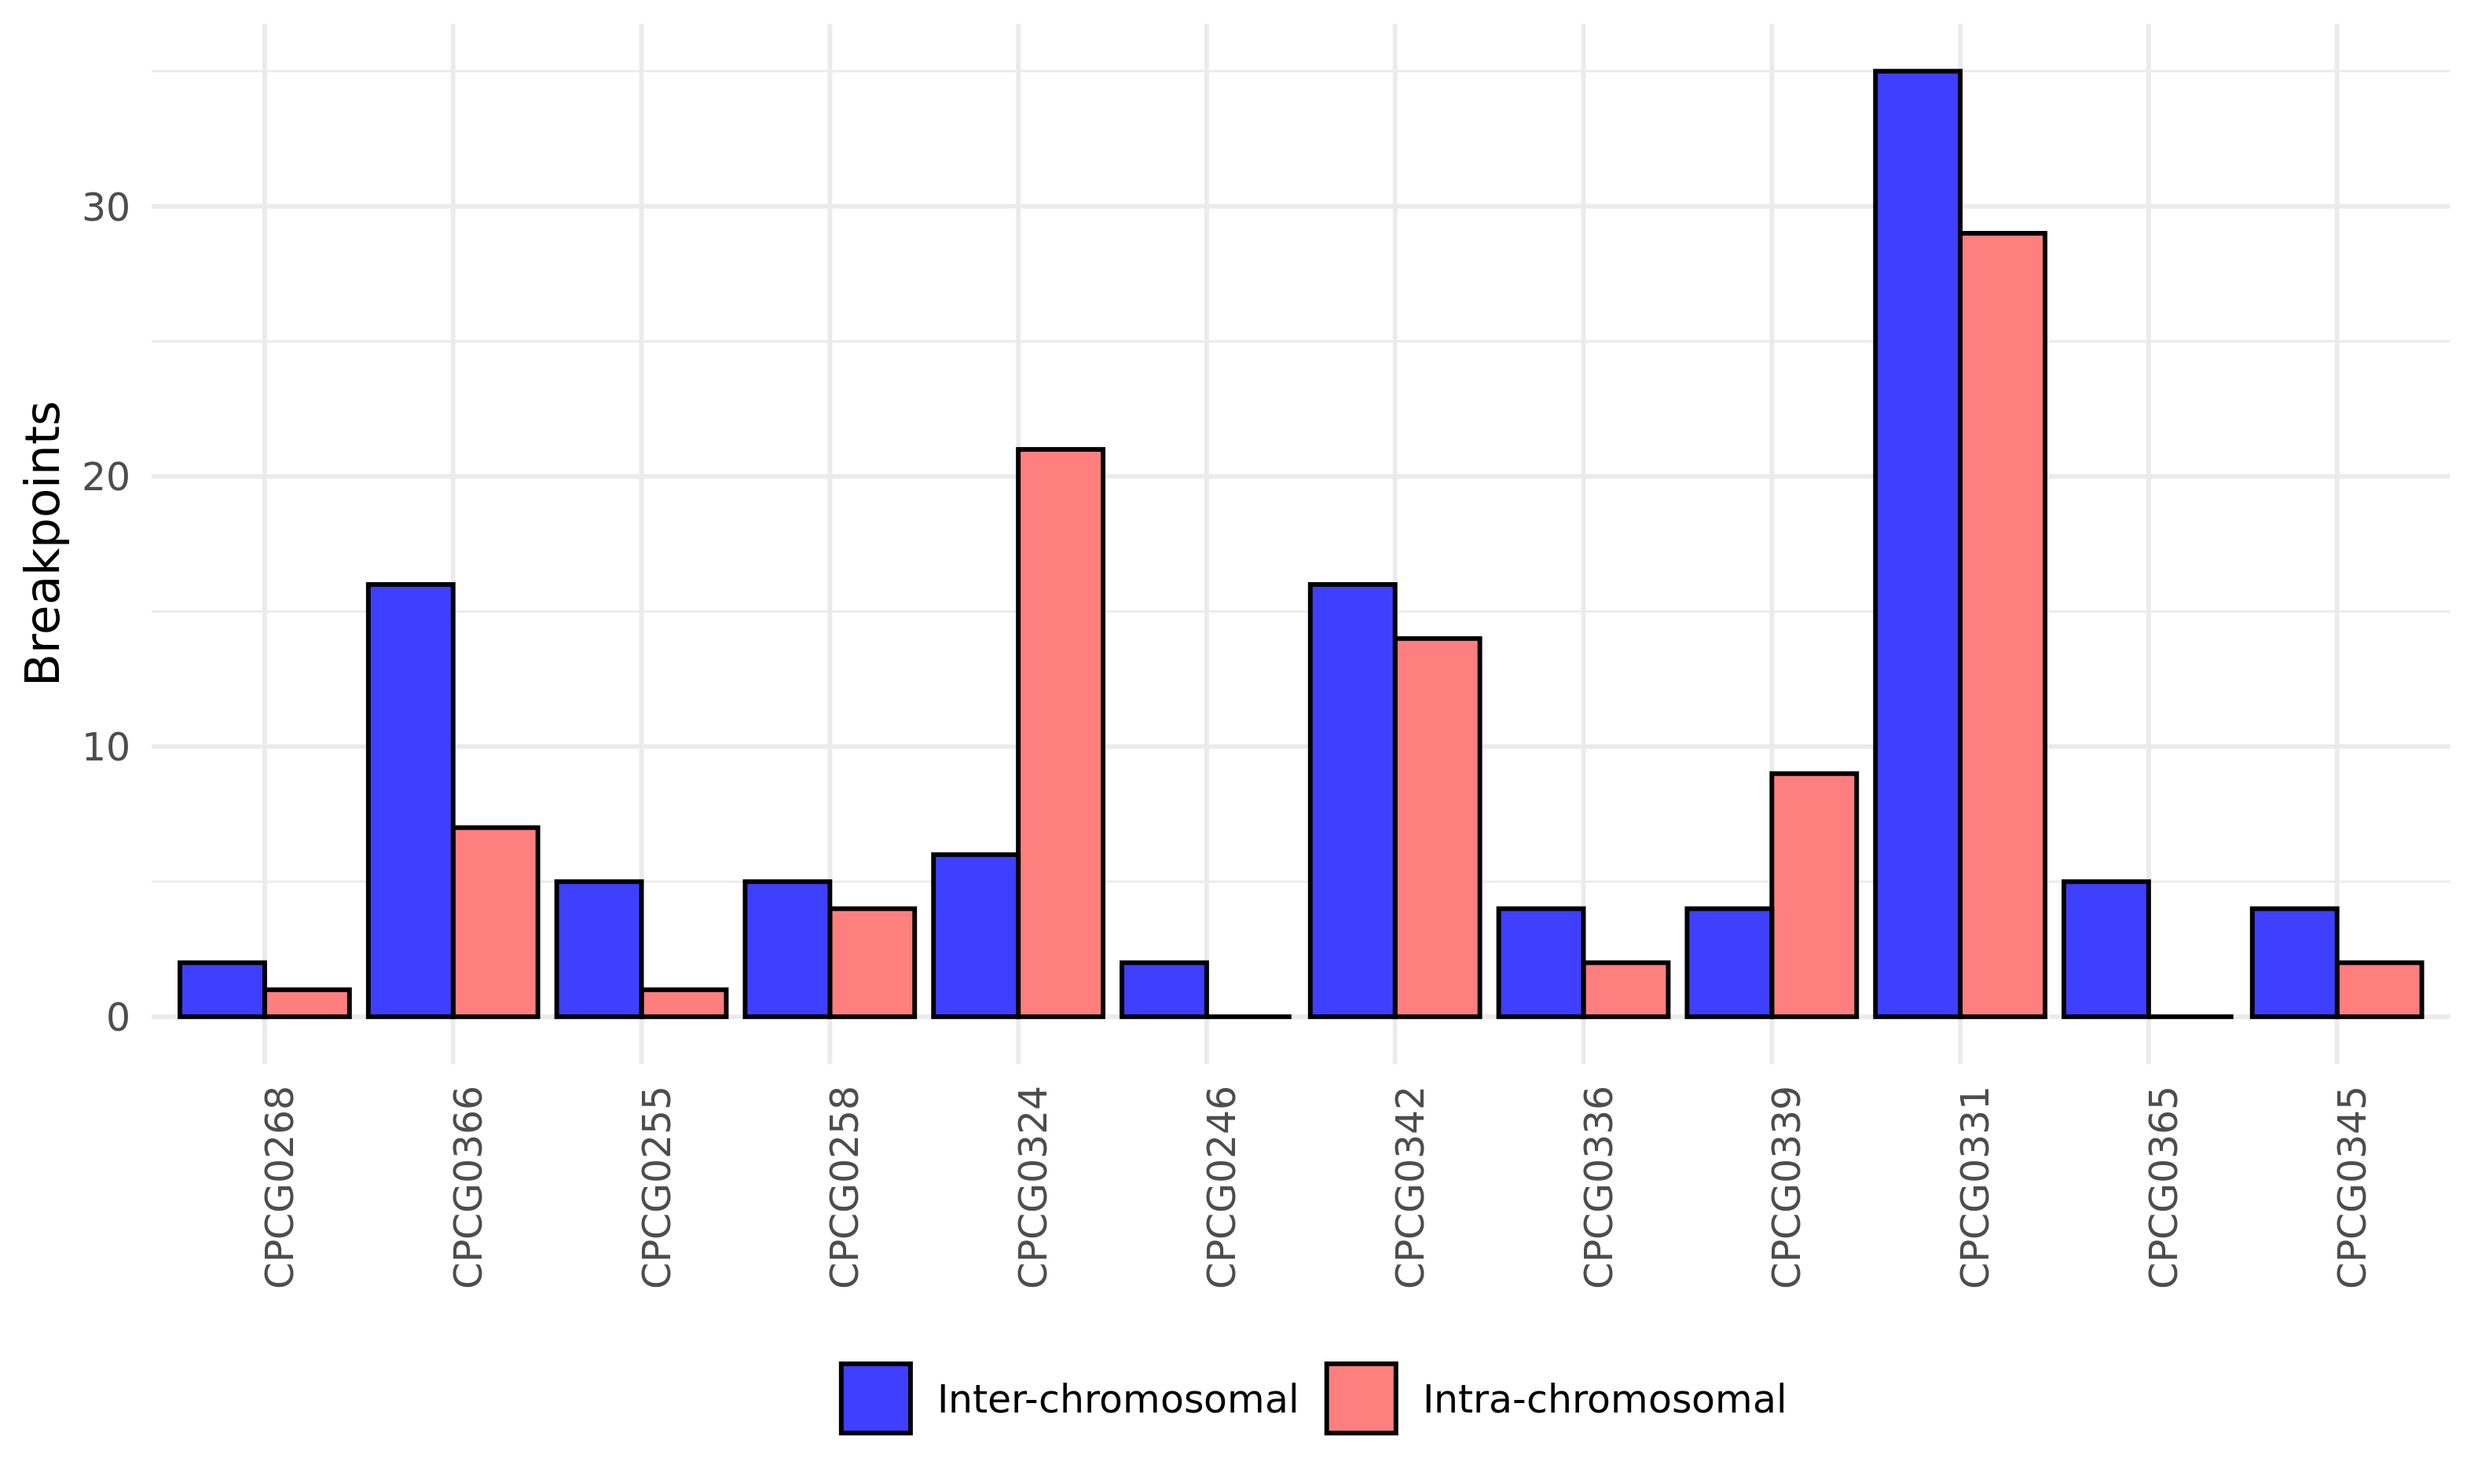 Breakpoints
30
20
10
0
CPCG0268
CPCG0366
CPCG0255
CPCG0258
CPCG0324
CPCG0246
CPCG0342
CPCG0336
CPCG0339
CPCG0331
CPCG0365
CPCG0345
Inter-chromosomal
Intra-chromosomal